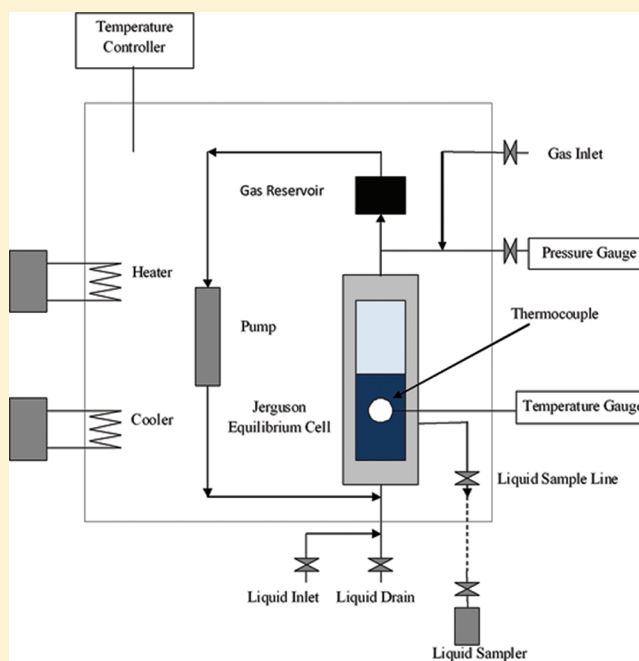 Temperature
Controller
Gas Inlet
Gas Reservoir
Pressure Gauge
Heater
Thermocouple
Pump
Temperature Gauge
Jerguson
Equilibrium Cell
Cooler
Liquid Sample Line
Liquid Inlet
Liquid Drain
Liquid Sampler